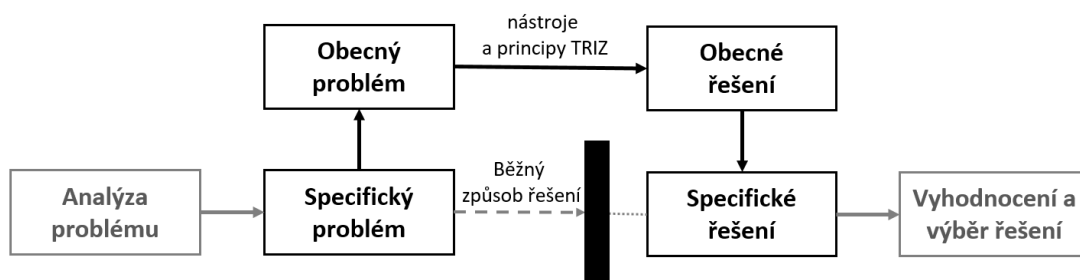 Obecný
problém
nástroje
a principy TRIZ
Obecné
řešení
Analýza
problému
Specifický
problém
Běžný
způsob řešení
Specifické
řešení
Vyhodnocení a
výběr řešení